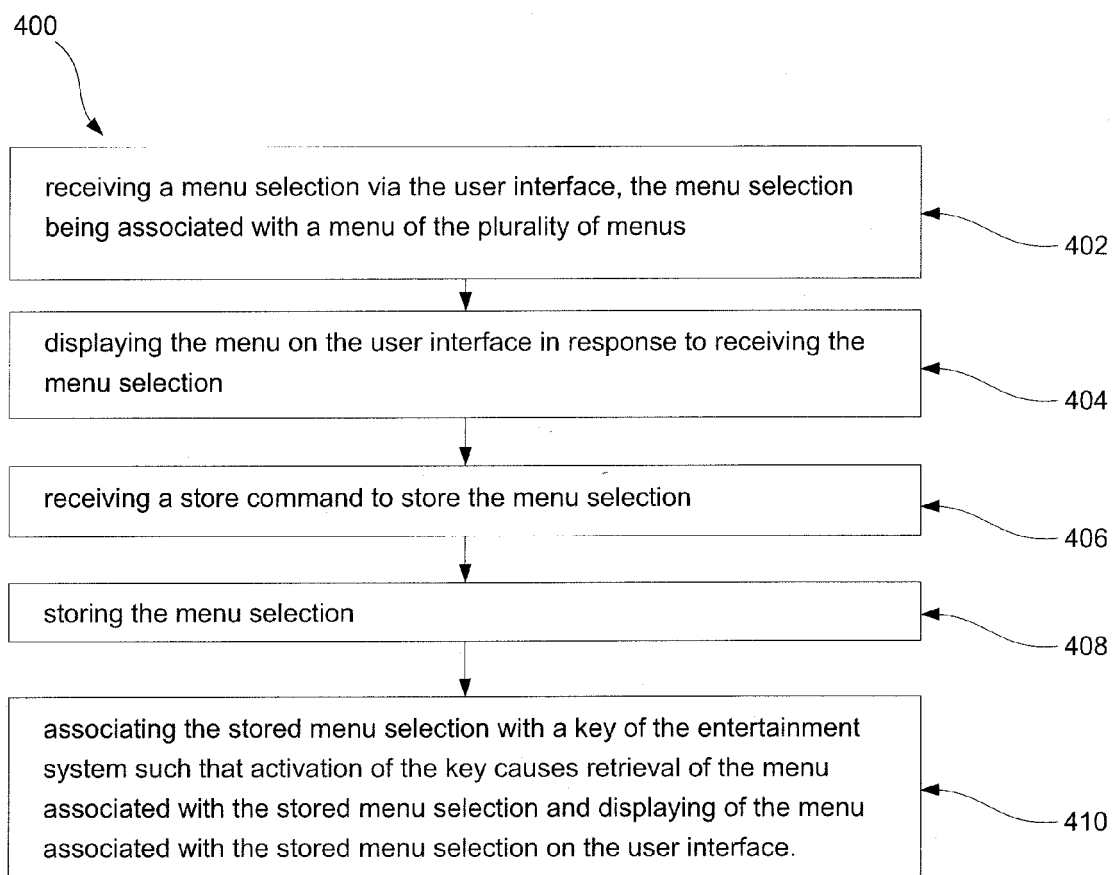 400
receiving a menu selection via the user interface, the menu selection
being associated with a menu of the plurality of menus
402
displaying the menu on the user interface in response to receiving the
menu selection
404
receiving a store command to store the menu selection
406
storing the menu selection
408
associating the stored menu selection with a key of the entertainment
system such that activation of the key causes retrieval of the menu
associated with the stored menu selection and displaying of the menu
associated with the stored menu selection on the user interface.
410